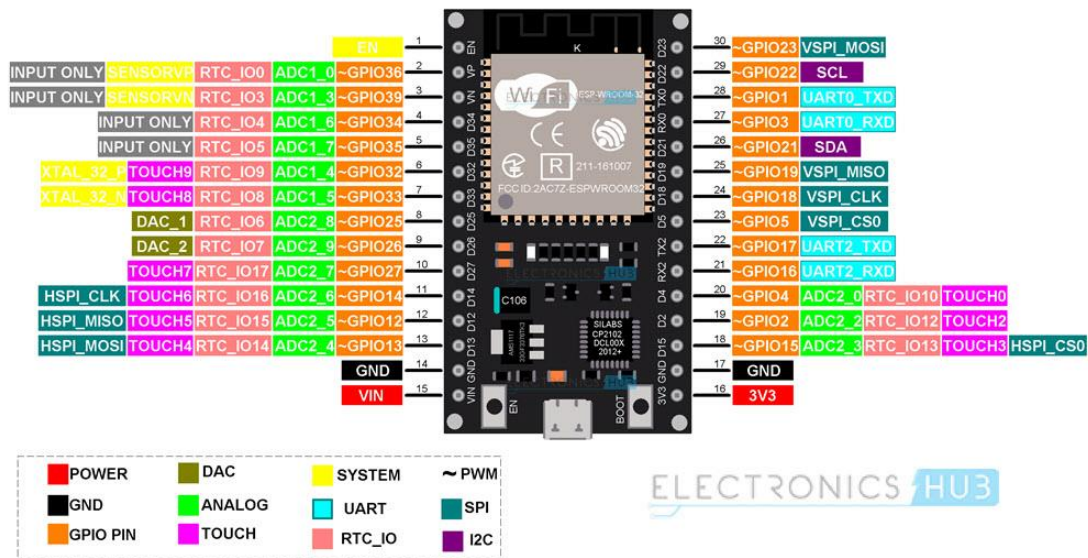 EN 1 EN
INPUT ONLY SENSORVP RTC_IO0 ADC1_0 ~GPIO36 2 VP
INPUT ONLY SENSORVN RTC_IO3 ADC1_3 ~GPIO39 3 VN
INPUT ONLY RTC_IO4 ADC1_6 ~GPIO34 4 D34
INPUT ONLY RTC_IO5 ADC1_7 ~GPIO35 5 D35
XTAL_32_P TOUCH9 RTC_IO9 ADC1_4 ~GPIO32 6 D32
XTAL_32_N TOUCH8 RTC_IO8 ADC1_5 ~GPIO33 7 D33
DAC_1 RTC_IO6 ADC2_8 ~GPIO25 8 D25
DAC_2 RTC_IO7 ADC2_9 ~GPIO26 9 D26
TOUCH7 RTC_IO17 ADC2_7 ~GPIO27 10 D27
HSPI_CLK TOUCH6 RTC_IO16 ADC2_6 ~GPIO14 11 D14
HSPI_MISO TOUCH5 RTC_IO15 ADC2_5 ~GPIO12 12 D12
HSPI_MOSI TOUCH4 RTC_IO14 ADC2_4 ~GPIO13 13 D13
GND 14 GND
VIN 15 VIN
K
Wi Fi ESP-WROOM-32
CE
R 211-161007
FCC ID:2AC7Z-ESPWROOM32
ELECTRONICS HUB
C106
AMS1117
SILABS
CP2102
DCL00X
2012+
EN
BOOT
D23 30 ~GPIO23 VSPI_MOSI
D22 29 ~GPIO22 SCL
TX0 28 ~GPIO1 UART0_TXD
RX0 27 ~GPIO3 UART0_RXD
D21 26 ~GPIO21 SDA
D19 25 ~GPIO19 VSPI_MISO
D18 24 ~GPIO18 VSPI_CLK
D5 23 ~GPIO5 VSPI_CS0
TX2 22 ~GPIO17 UART2_TXD
RX2 21 ~GPIO16 UART2_RXD
D4 20 ~GPIO4 ADC2_0 RTC_IO10 TOUCH0
D2 19 ~GPIO2 ADC2_2 RTC_IO12 TOUCH2
D15 18 ~GPIO15 ADC2_3 RTC_IO13 TOUCH3 HSPI_CS0
GND 17 GND
3V3 16 3V3
POWER DAC SYSTEM ~ PWM
GND ANALOG UART SPI
GPIO PIN TOUCH RTC_IO I2C
ELECTRONICS HUB